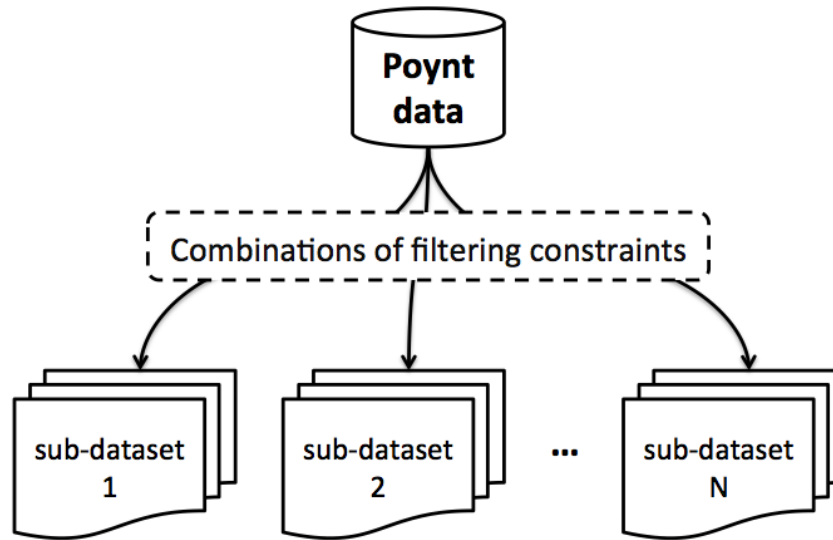 Poynt
data
Combinations of filtering constraints
sub-dataset
1
sub-dataset
2
...
sub-dataset
N